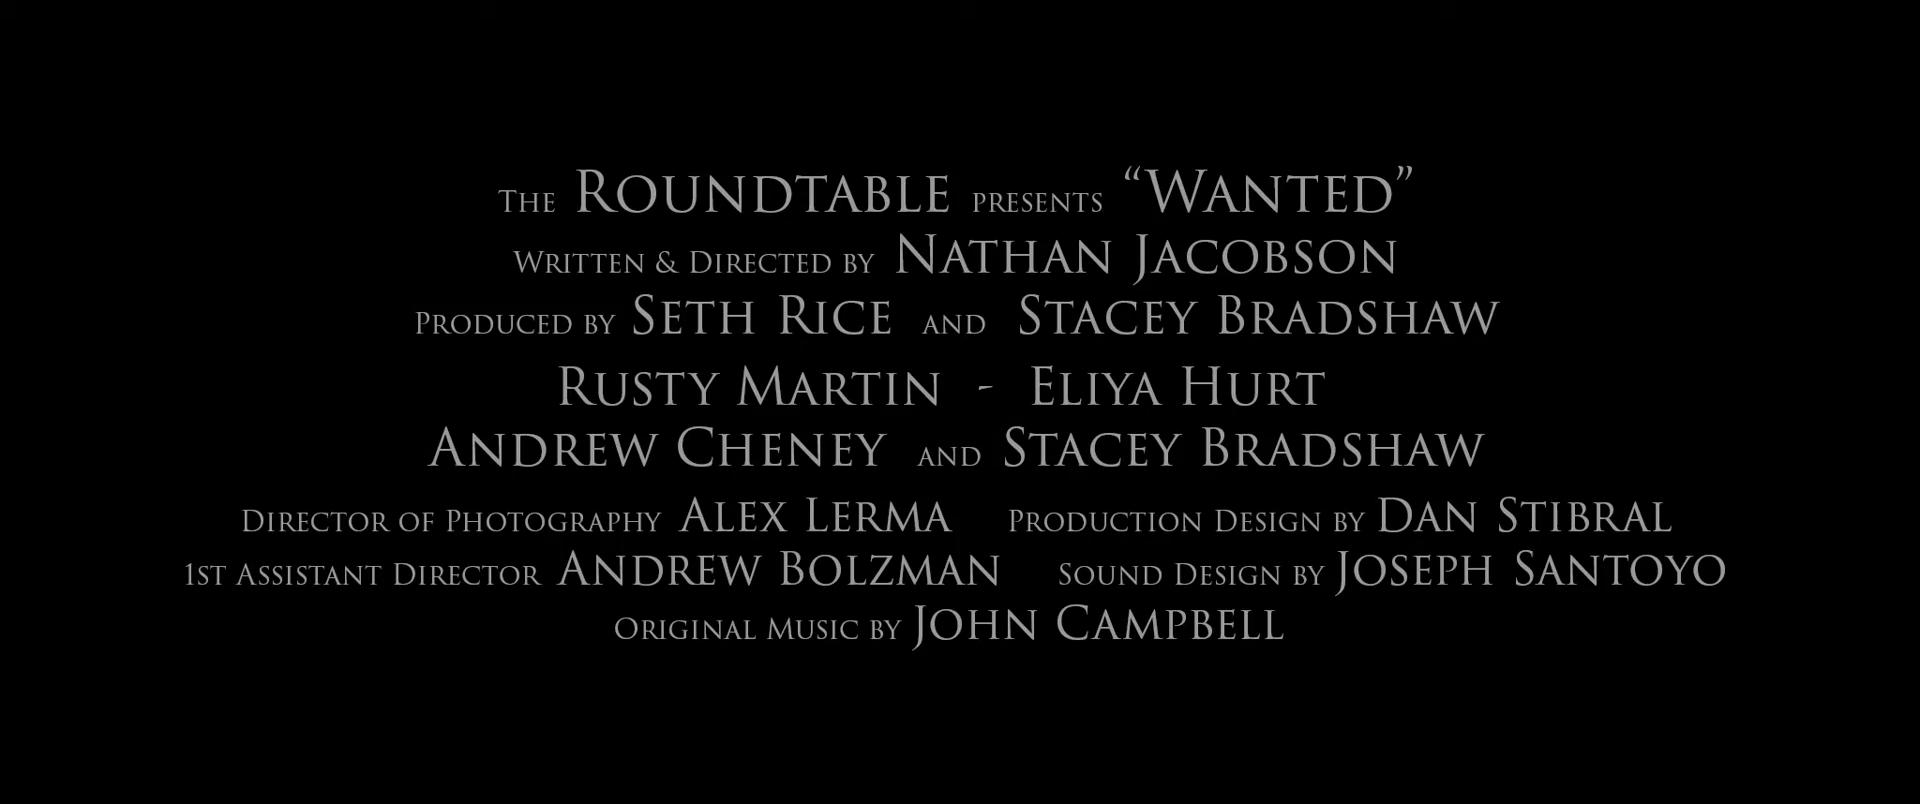 The Roundtable presents “Wanted”
Written & Directed by Nathan Jacobson
Produced by Seth Rice and Stacey Bradshaw
Rusty Martin - Eliya Hurt
Andrew Cheney and Stacey Bradshaw
Director of Photography Alex Lerma Production Design by Dan Stibral
1st Assistant Director Andrew Bolzman Sound Design by Joseph Santoyo
Original Music by John Campbell